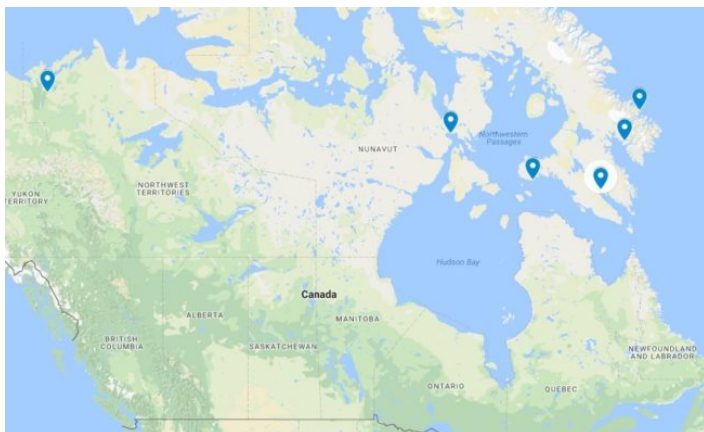 NUNAVUT
Northwestern
Passages
YUKON
TERRITORY
NORTHWEST
TERRITORIES
Hudson Bay
Canada
ALBERTA
MANITOBA
BRITISH
COLUMBIA
SASKATCHEWAN
NEWFOUNDLAND
AND LABRADOR
ONTARIO
QUEBEC